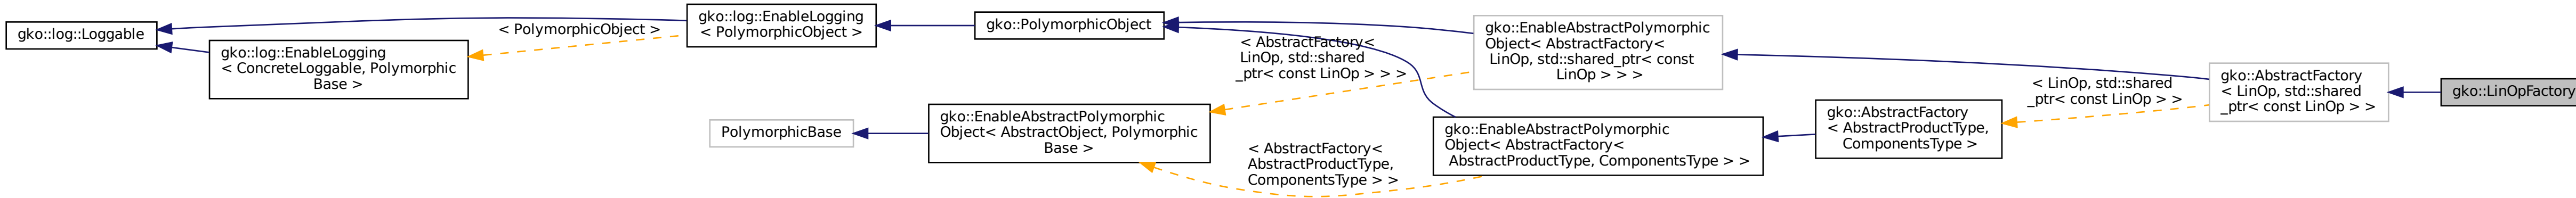 gko::log::Loggable
gko::log::EnableLogging
< ConcreteLoggable, Polymorphic
Base >
< PolymorphicObject >
gko::log::EnableLogging
< PolymorphicObject >
PolymorphicBase
gko::PolymorphicObject
gko::EnableAbstractPolymorphic
Object< AbstractObject, Polymorphic
Base >
< AbstractFactory<
LinOp, std::shared
_ptr< const LinOp > > >
< AbstractFactory<
AbstractProductType,
ComponentsType > >
gko::EnableAbstractPolymorphic
Object< AbstractFactory<
LinOp, std::shared_ptr< const
LinOp > > >
gko::EnableAbstractPolymorphic
Object< AbstractFactory<
AbstractProductType, ComponentsType > >
gko::AbstractFactory
< AbstractProductType,
ComponentsType >
< LinOp, std::shared
_ptr< const LinOp > >
gko::AbstractFactory
< LinOp, std::shared
_ptr< const LinOp > >
gko::LinOpFactory